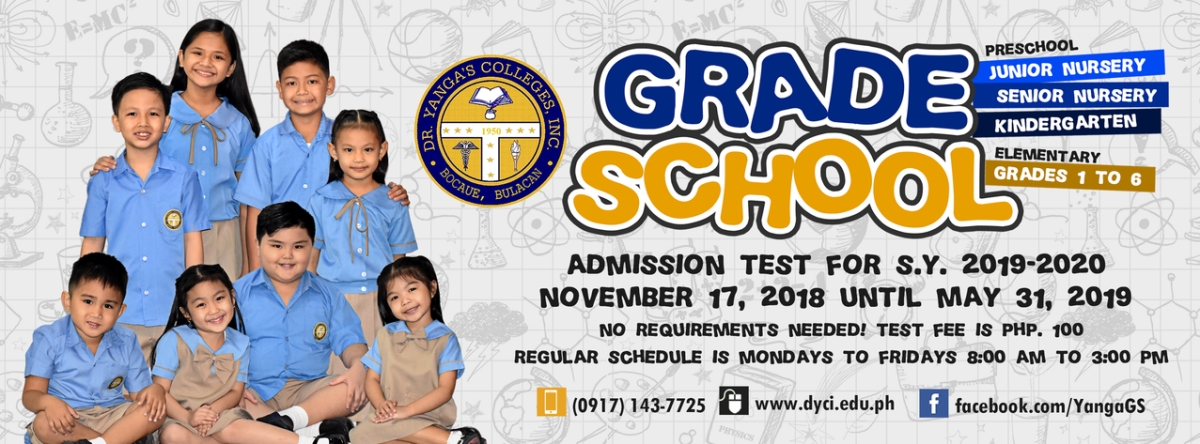 DR. YANGA'S COLLEGES, INC.
1950
BOCAUE, BULACAN
GRADE
SCHOOL
PRESCHOOL
JUNIOR NURSERY
SENIOR NURSERY
KINDERGARTEN
ELEMENTARY
GRADES 1 TO 6
ADMISSION TEST FOR S.Y. 2019-2020
NOVEMBER 17, 2018 UNTIL MAY 31, 2019
NO REQUIREMENTS NEEDED! TEST FEE IS PHP. 100
REGULAR SCHEDULE IS MONDAYS TO FRIDAYS 8:00 AM TO 3:00 PM
(0917) 143-7725 www.dyci.edu.ph f facebook.com/YangaGS
E=MC²
E=MC²
PHYSICS